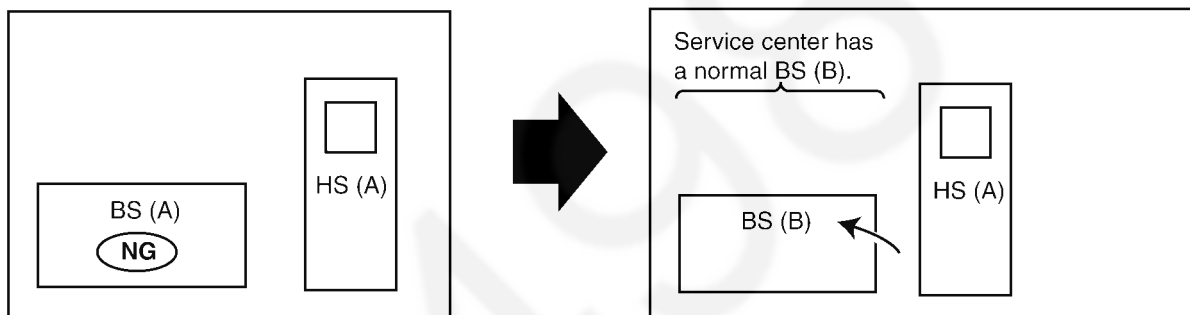 BS (A)
NG
HS (A)
Service center has
a normal BS (B).
BS (B)
HS (A)